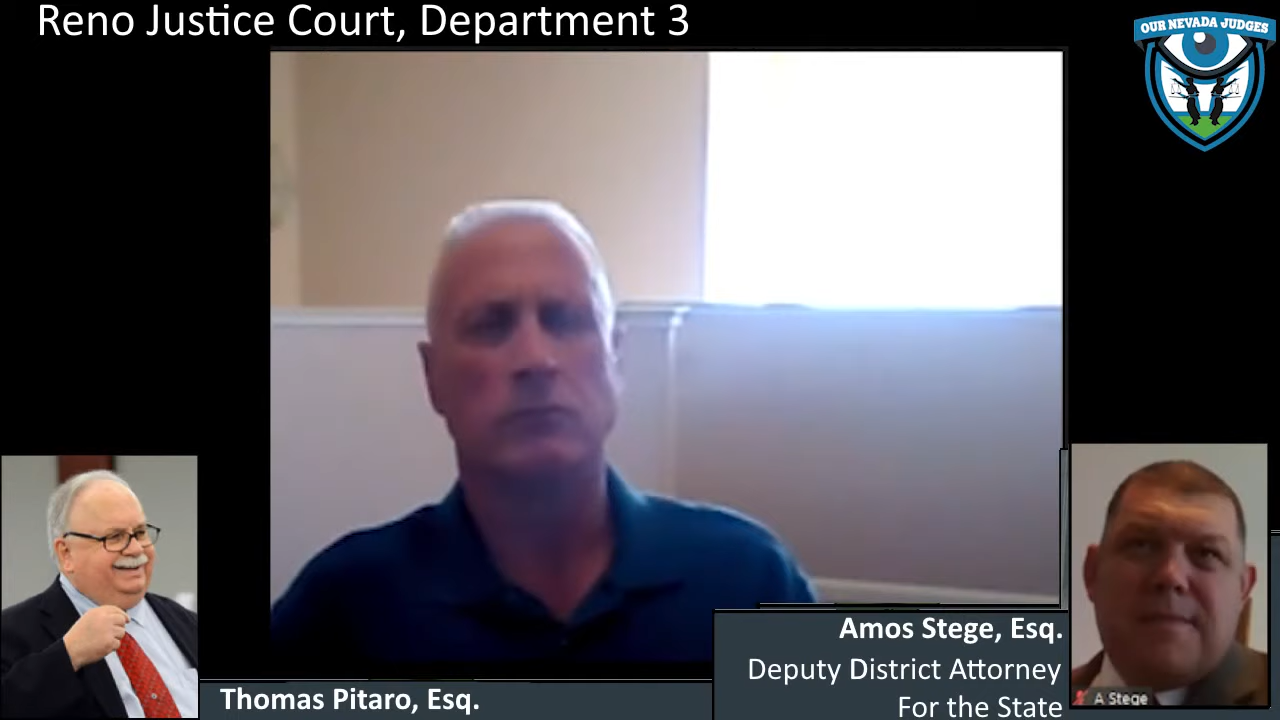 Reno Justice Court, Department 3
OUR NEVADA JUDGES
Amos Stege, Esq.
Deputy District Attorney
For the State
A Stege
Thomas Pitaro, Esq.